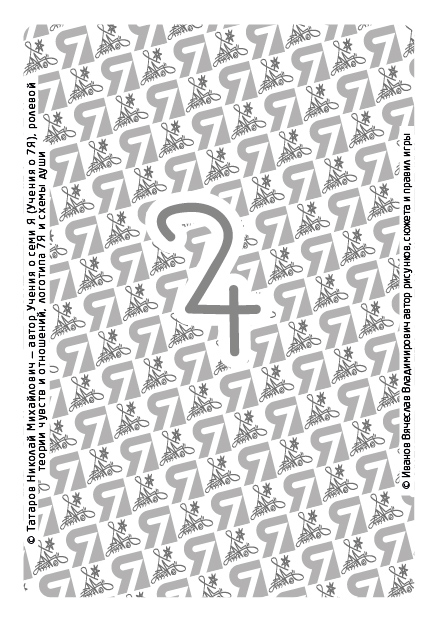 © Татаров Николай Михайлович — автор Учения о семи Я (Учения о 7Я), ролевой
теории чувств и отношений, логотипа 7Я и схемы души
© Иванов Вячеслав Владимирович автор рисунков, сюжета и правил игры